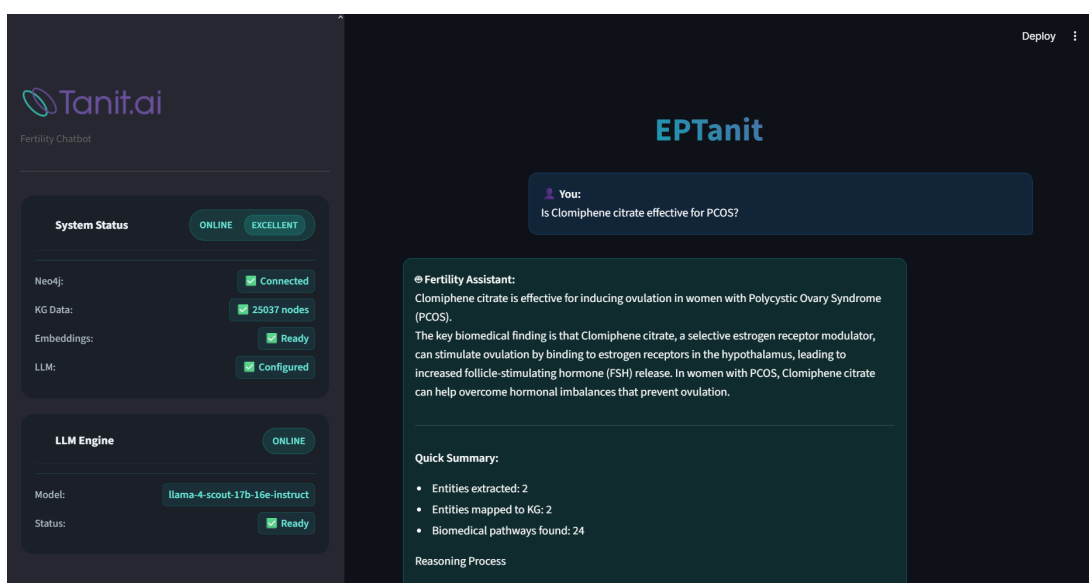 Tanit.ai
Fertility Chatbot
System Status
ONLINE EXCELLENT
Neo4j: Connected
KG Data: 25037 nodes
Embeddings: Ready
LLM: Configured
LLM Engine
ONLINE
Model: llama-4-scout-17b-16e-instruct
Status: Ready
Deploy
EPTanit
You:
Is Clomiphene citrate effective for PCOS?
Fertility Assistant:
Clomiphene citrate is effective for inducing ovulation in women with Polycystic Ovary Syndrome
(PCOS).
The key biomedical finding is that Clomiphene citrate, a selective estrogen receptor modulator,
can stimulate ovulation by binding to estrogen receptors in the hypothalamus, leading to
increased follicle-stimulating hormone (FSH) release. In women with PCOS, Clomiphene citrate
can help overcome hormonal imbalances that prevent ovulation.
Quick Summary:
• Entities extracted: 2
• Entities mapped to KG: 2
• Biomedical pathways found: 24
Reasoning Process